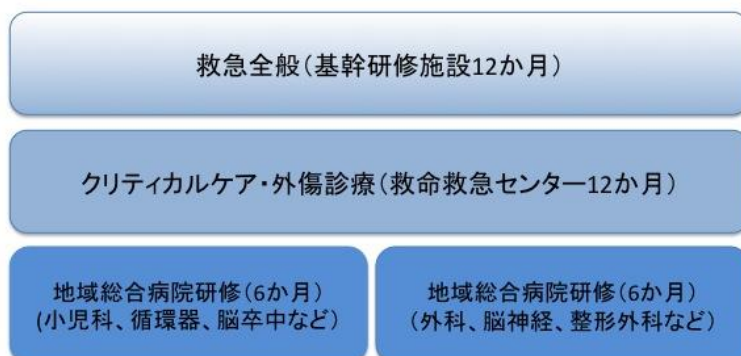 救急全般(基幹研修施設12か月)
クリティカルケア・外傷診療(救命救急センター12か月)
地域総合病院研修(6か月)
(小児科、循環器、脳卒中など)
地域総合病院研修(6か月)
(外科、脳神経、整形外科など)